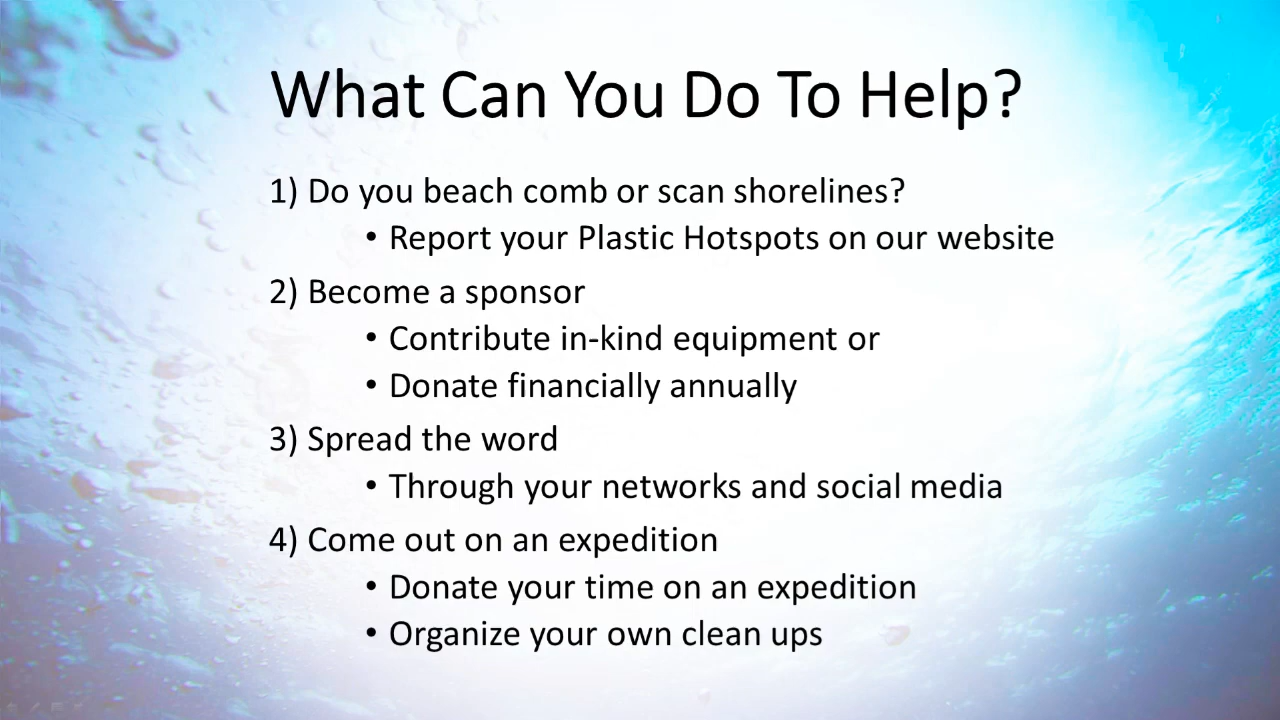 What Can You Do To Help?
1) Do you beach comb or scan shorelines?
• Report your Plastic Hotspots on our website
2) Become a sponsor
• Contribute in-kind equipment or
• Donate financially annually
3) Spread the word
• Through your networks and social media
4) Come out on an expedition
• Donate your time on an expedition
• Organize your own clean ups